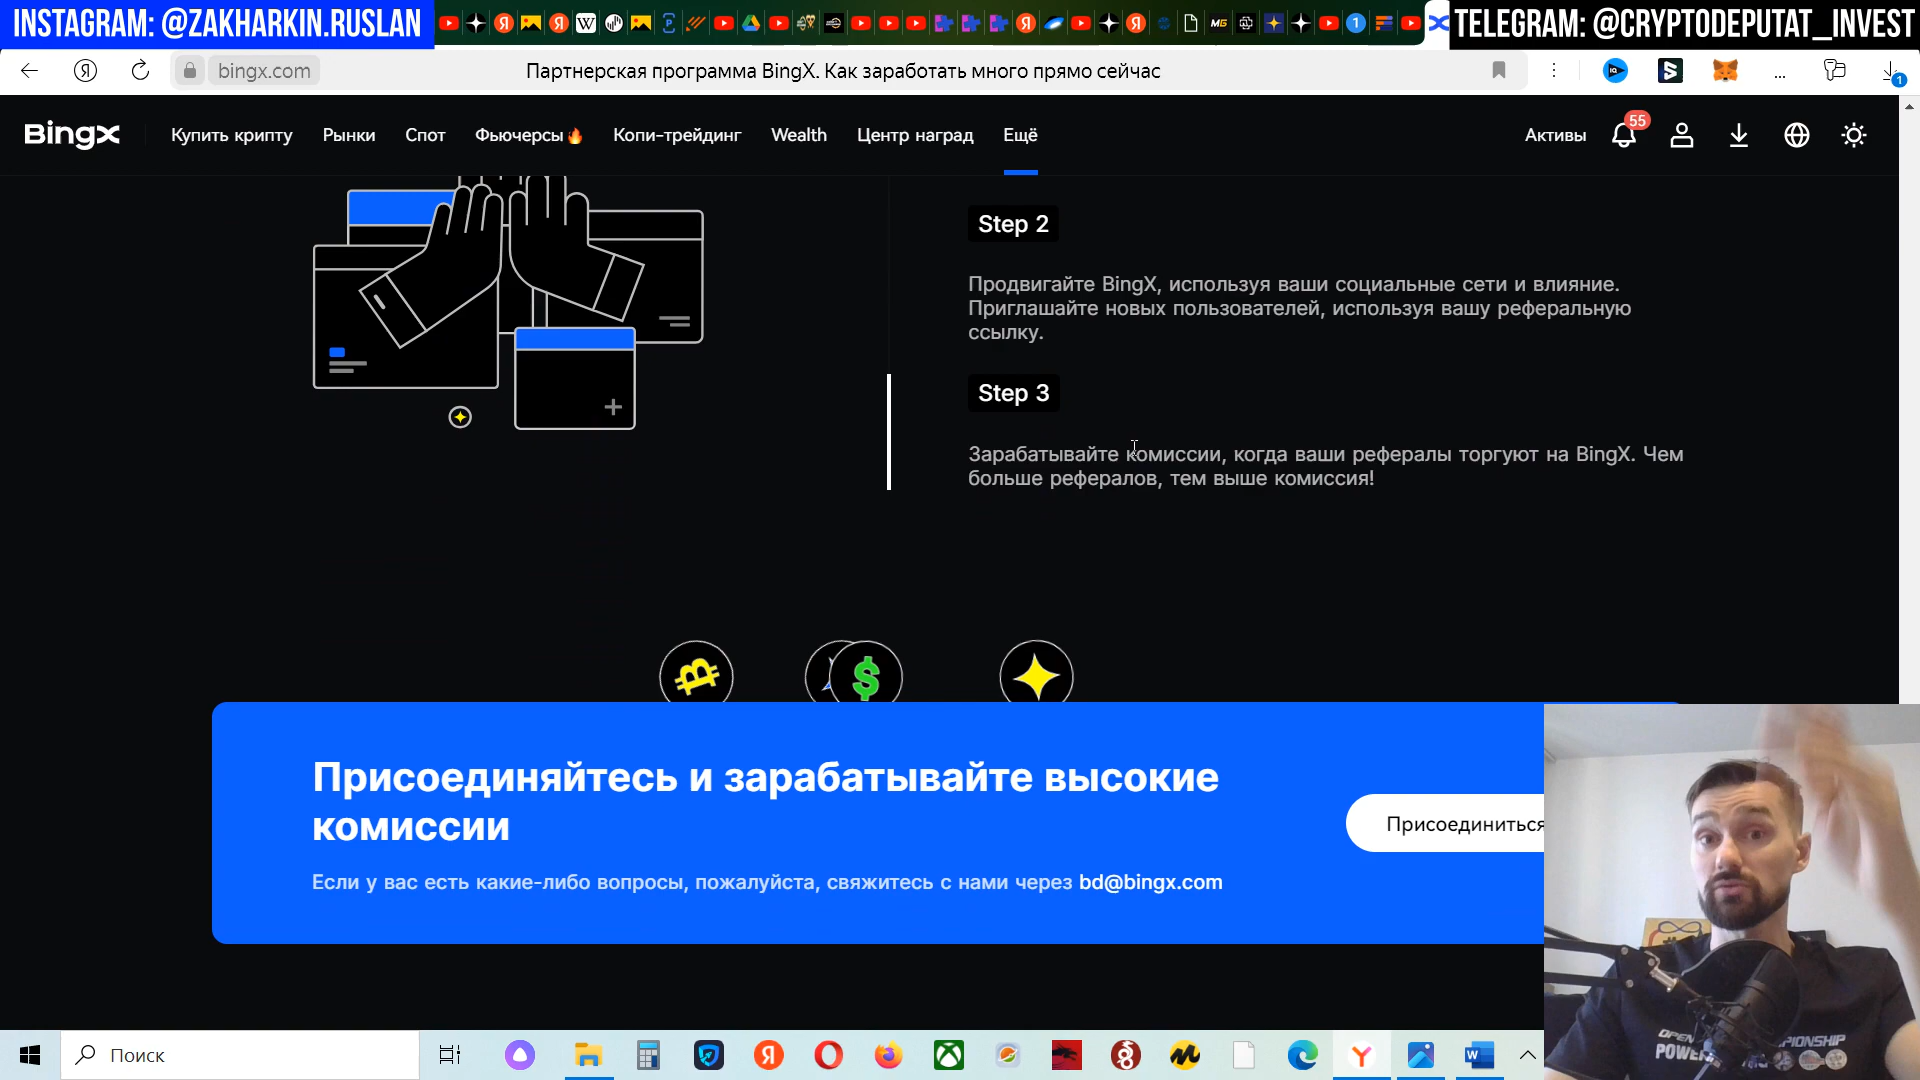 INSTAGRAM: @ZAKHARKIN.RUSLAN
TELEGRAM: @CRYPTODEPUTAT_INVEST
bingx.com
Партнерская программа BingX. Как заработать много прямо сейчас
1
BingX
Купить крипту
Рынки
Спот
Фьючерсы
Копи-трейдинг
Wealth
Центр наград
Ещё
Активы
55
Step 2
Продвигайте BingX, используя ваши социальные сети и влияние.
Приглашайте новых пользователей, используя вашу реферальную
ссылку.
Step 3
Зарабатывайте комиссии, когда ваши рефералы торгуют на BingX. Чем
больше рефералов, тем выше комиссия!
Присоединяйтесь и зарабатывайте высокие
комиссии
Если у вас есть какие-либо вопросы, пожалуйста, свяжитесь с нами через bd@bingx.com
Присоединиться
Поиск